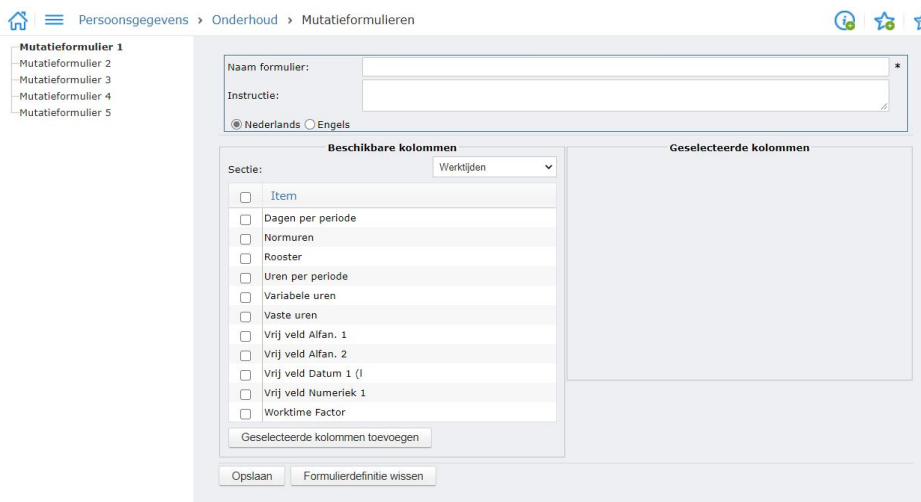 Persoonsgegevens > Onderhoud > Mutatieformulieren
Mutatieformulier 1
Mutatieformulier 2
Mutatieformulier 3
Mutatieformulier 4
Mutatieformulier 5
Naam formulier: *
Instructie:
Nederlands Engels
Beschikbare kolommen
Sectie: Werktijden
Item
Dagen per periode
Normuren
Rooster
Uren per periode
Variabele uren
Vaste uren
Vrij veld Alfan. 1
Vrij veld Alfan. 2
Vrij veld Datum 1 (l
Vrij veld Numeriek 1
Worktime Factor
Geselecteerde kolommen toevoegen
Geselecteerde kolommen
Opslaan Formulierdefinitie wissen